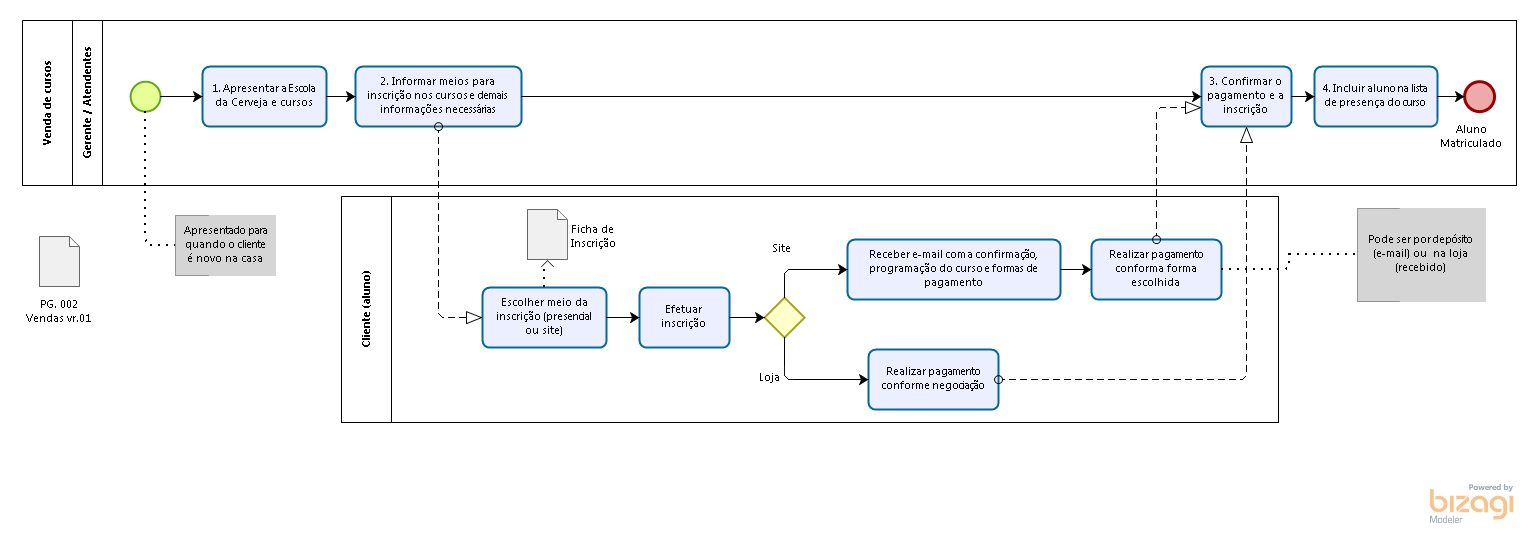 Venda de cursos
Gerente / Atendentes
1. Apresentar a Escola
da Cerveja e cursos
2. Informar meios para
inscrição nos cursos e demais
informações necessárias
3. Confirmar o
pagamento e a
inscrição
4. Incluir aluno na lista
de presença do curso
Aluno
Matriculado
Apresentado para
quando o cliente
é novo na casa
PG. 002
Vendas vr.01
Cliente (aluno)
Ficha de
Inscrição
Escolher meio da
inscrição (presencial
ou site)
Efetuar
inscrição
Site
Loja
Receber e-mail com a confirmação,
programação do curso e formas de
pagamento
Realizar pagamento
conforma forma
escolhida
Realizar pagamento
conforme negociação
Pode ser por depósito
(e-mail) ou na loja
(recebido)
Powered by
bizagi
Modeler